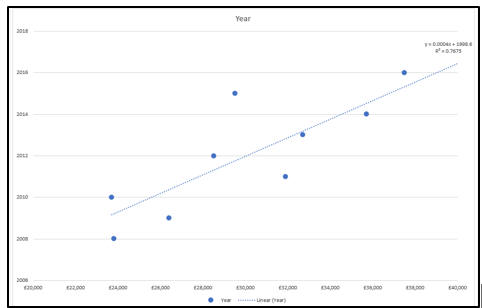 Year
2018
y = 0.0004x + 1998.6
R² = 0.7675
2016
2014
2012
2010
2008
2006
£20,000 £22,000 £24,000 £26,000 £28,000 £30,000 £32,000 £34,000 £36,000 £38,000 £40,000
Year Linear (Year)